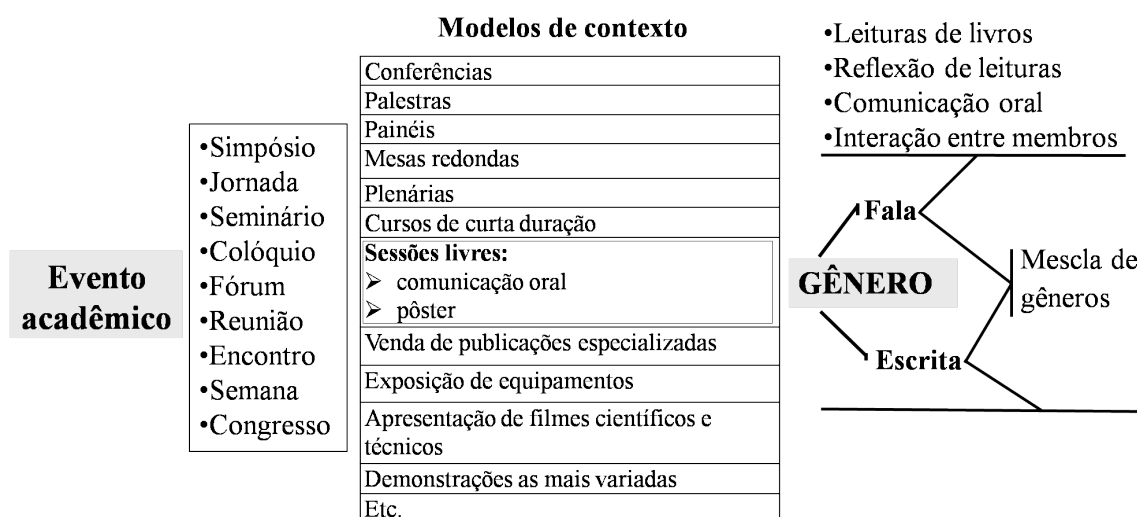 Evento
acadêmico
•Simpósio
•Jornada
•Seminário
•Colóquio
•Fórum
•Reunião
•Encontro
•Semana
•Congresso
Modelos de contexto
Conferências
Palestras
Painéis
Mesas redondas
Plenárias
Cursos de curta duração
Sessões livres:
➢ comunicação oral
➢ pôster
Venda de publicações especializadas
Exposição de equipamentos
Apresentação de filmes científicos e
técnicos
Demonstrações as mais variadas
Etc.
•Leituras de livros
•Reflexão de leituras
•Comunicação oral
•Interação entre membros
Fala
GÊNERO
Escrita
Mescla de
gêneros